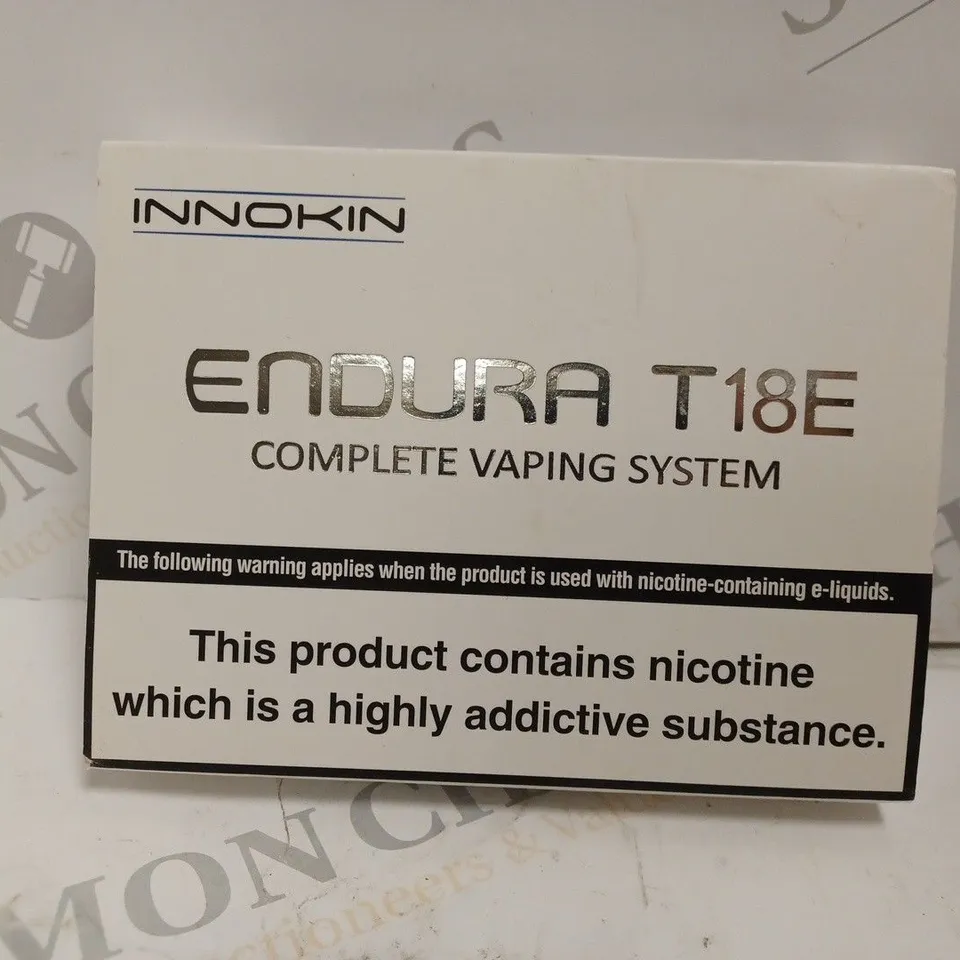 INNOKIN
ENDURA T18E
COMPLETE VAPING SYSTEM
The following warning applies when the product is used with nicotine-containing e-liquids.
This product contains nicotine
which is a highly addictive substance.